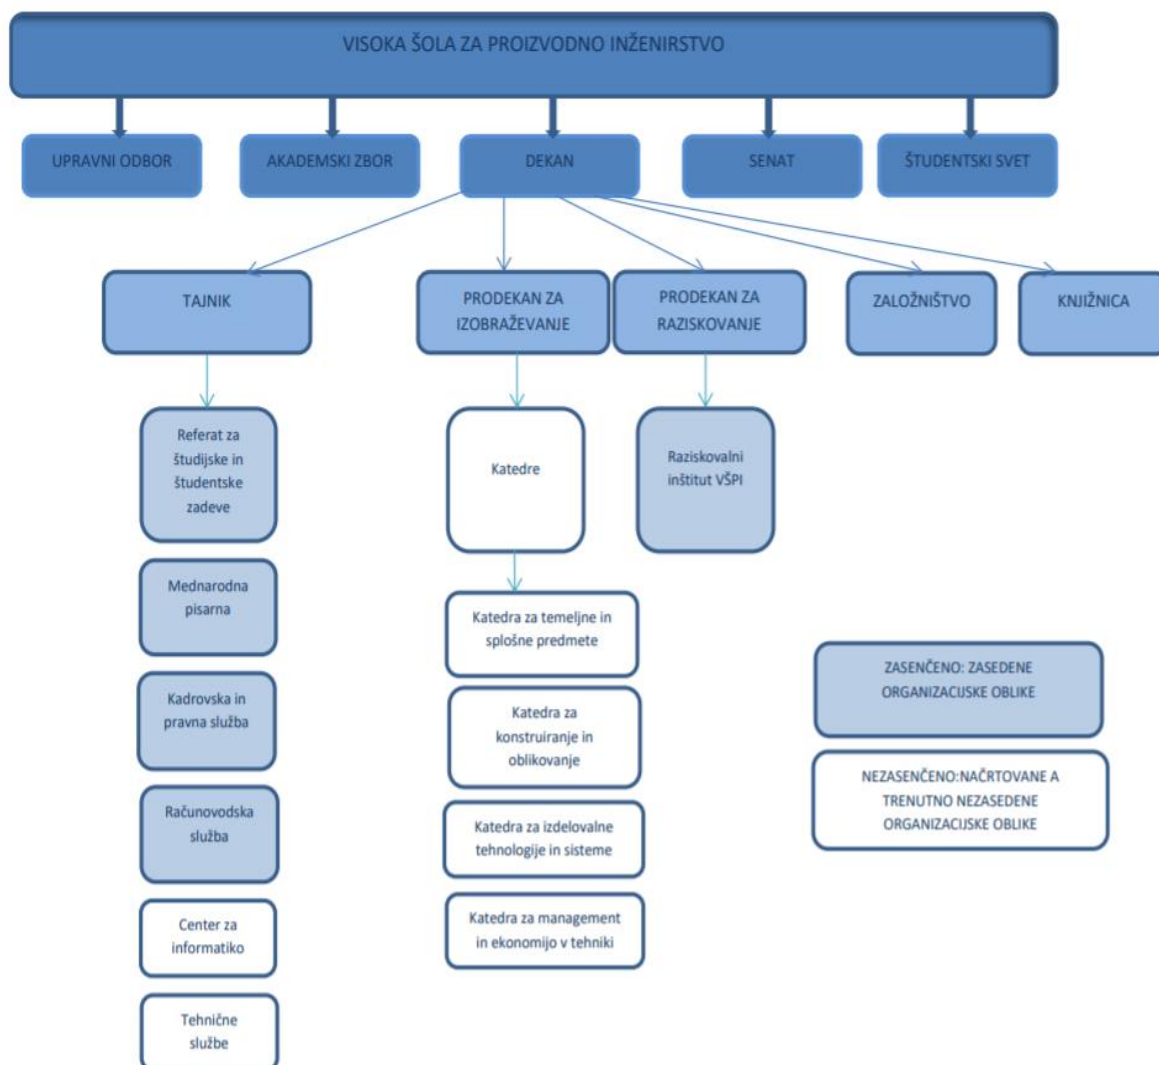 VISOKA ŠOLA ZA PROIZVODNO INŽENIRSTVO
UPRAVNI ODBOR
AKADEMSKI ZBOR
DEKAN
SENAT
ŠTUDENTSKI SVET
TAJNIK
PRODEKAN ZA
IZOBRAŽEVANJE
PRODEKAN ZA
RAZISKOVANJE
ZALOŽNIŠTVO
KNJIŽNICA
Referat za
študijske in
študentske
zadeve
Katedre
Raziskovalni
inštitut VŠPI
Mednarodna
pisarna
Kadrovska in
pravna služba
Računovodska
služba
Center za
informatiko
Tehnične
službe
Katedra za temeljne in
splošne predmete
Katedra za
konstruiranje in
oblikovanje
Katedra za izdelovalne
tehnologije in sisteme
Katedra za management
in ekonomijo v tehniki
ZASENČENO: ZASEDENE
ORGANIZACIJSKE OBLIKE
NEZASENČENO:NAČRTOVANE A
TRENUTNO NEZASEDENE
ORGANIZACIJSKE OBLIKE